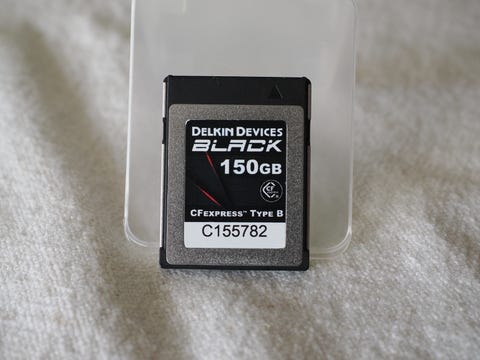 DELKIN DEVICES
BLACK
150GB
CFEXPRESS™ TYPE B
C155782